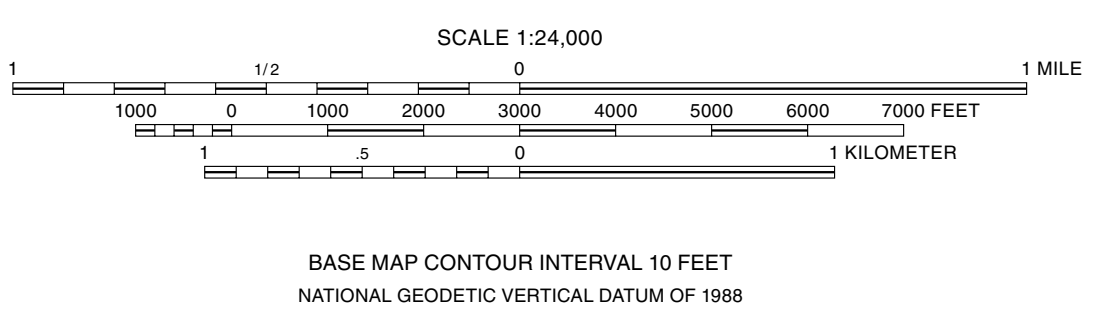 SCALE 1:24,000
1 1/2 0 1 MILE
1000 0 1000 2000 3000 4000 5000 6000 7000 FEET
1 .5 0 1 KILOMETER
BASE MAP CONTOUR INTERVAL 10 FEET
NATIONAL GEODETIC VERTICAL DATUM OF 1988